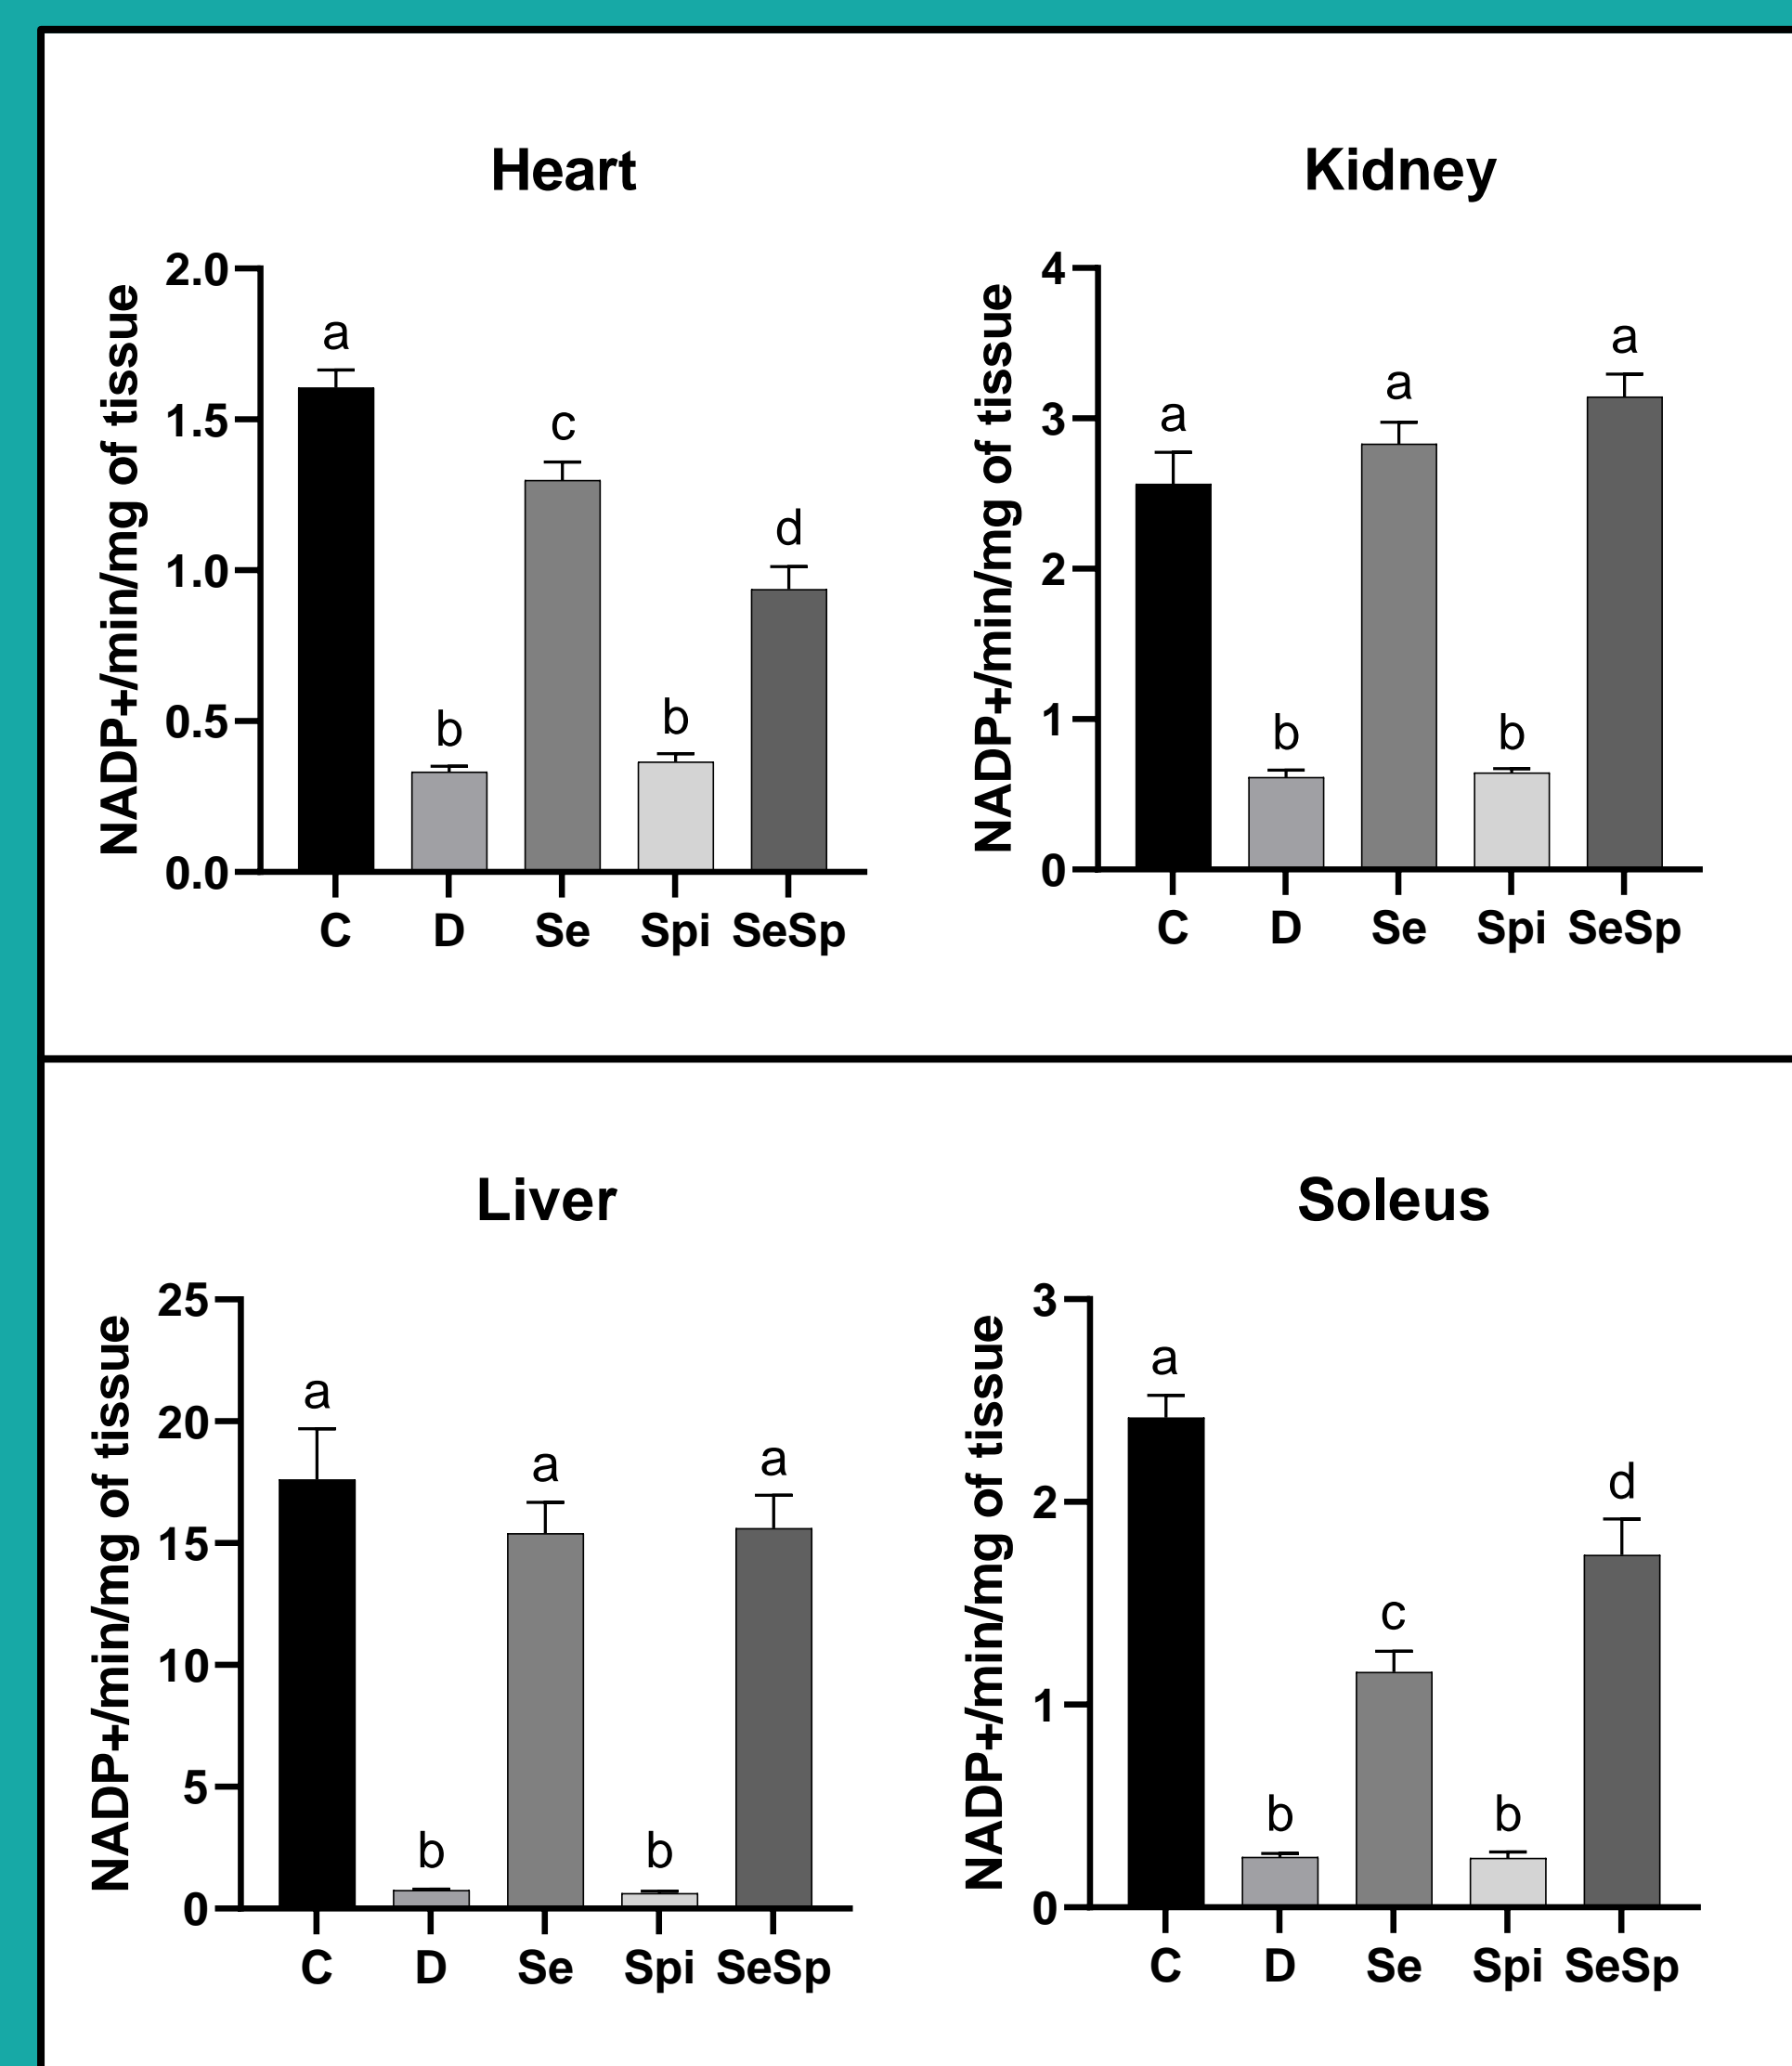 Heart
NADP+/min/mg of tissue
2.0
1.5
1.0
0.5
0.0
a
b
c
b
d
C D Se Spi SeSp
Kidney
NADP+/min/mg of tissue
4
3
2
1
0
a
b
a
b
a
C D Se Spi SeSp
Liver
NADP+/min/mg of tissue
25
20
15
10
5
0
a
b
a
b
a
C D Se Spi SeSp
Soleus
NADP+/min/mg of tissue
3
2
1
0
a
b
c
b
d
C D Se Spi SeSp